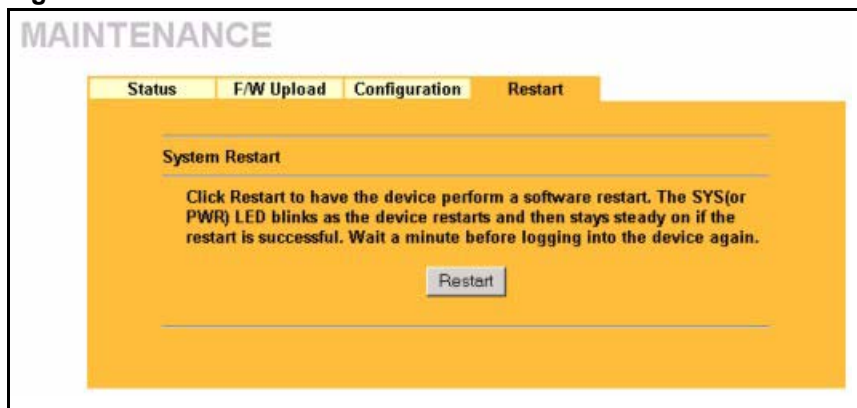 MAINTENANCE
Status F/W Upload Configuration Restart
System Restart
Click Restart to have the device perform a software restart. The SYS(or
PWR) LED blinks as the device restarts and then stays steady on if the
restart is successful. Wait a minute before logging into the device again.
Restart